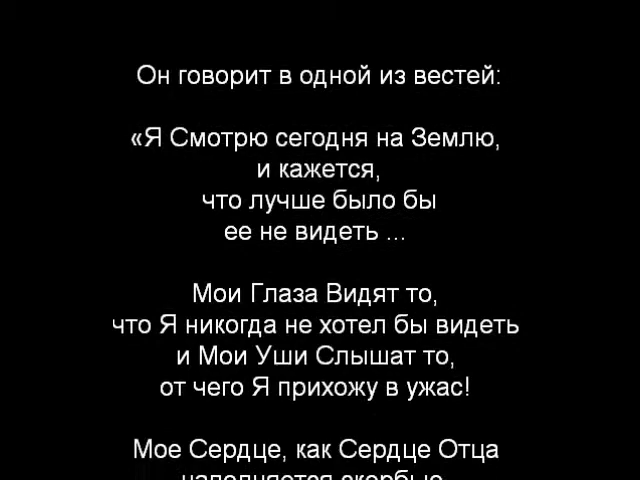 Он говорит в одной из вестей:
«Я Смотрю сегодня на Землю,
и кажется,
что лучше было бы
ее не видеть ...
Мои Глаза Видят то,
что Я никогда не хотел бы видеть
и Мои Уши Слышат то,
от чего Я прихожу в ужас!
Мое Сердце, как Сердце Отца
наполняется скорбью